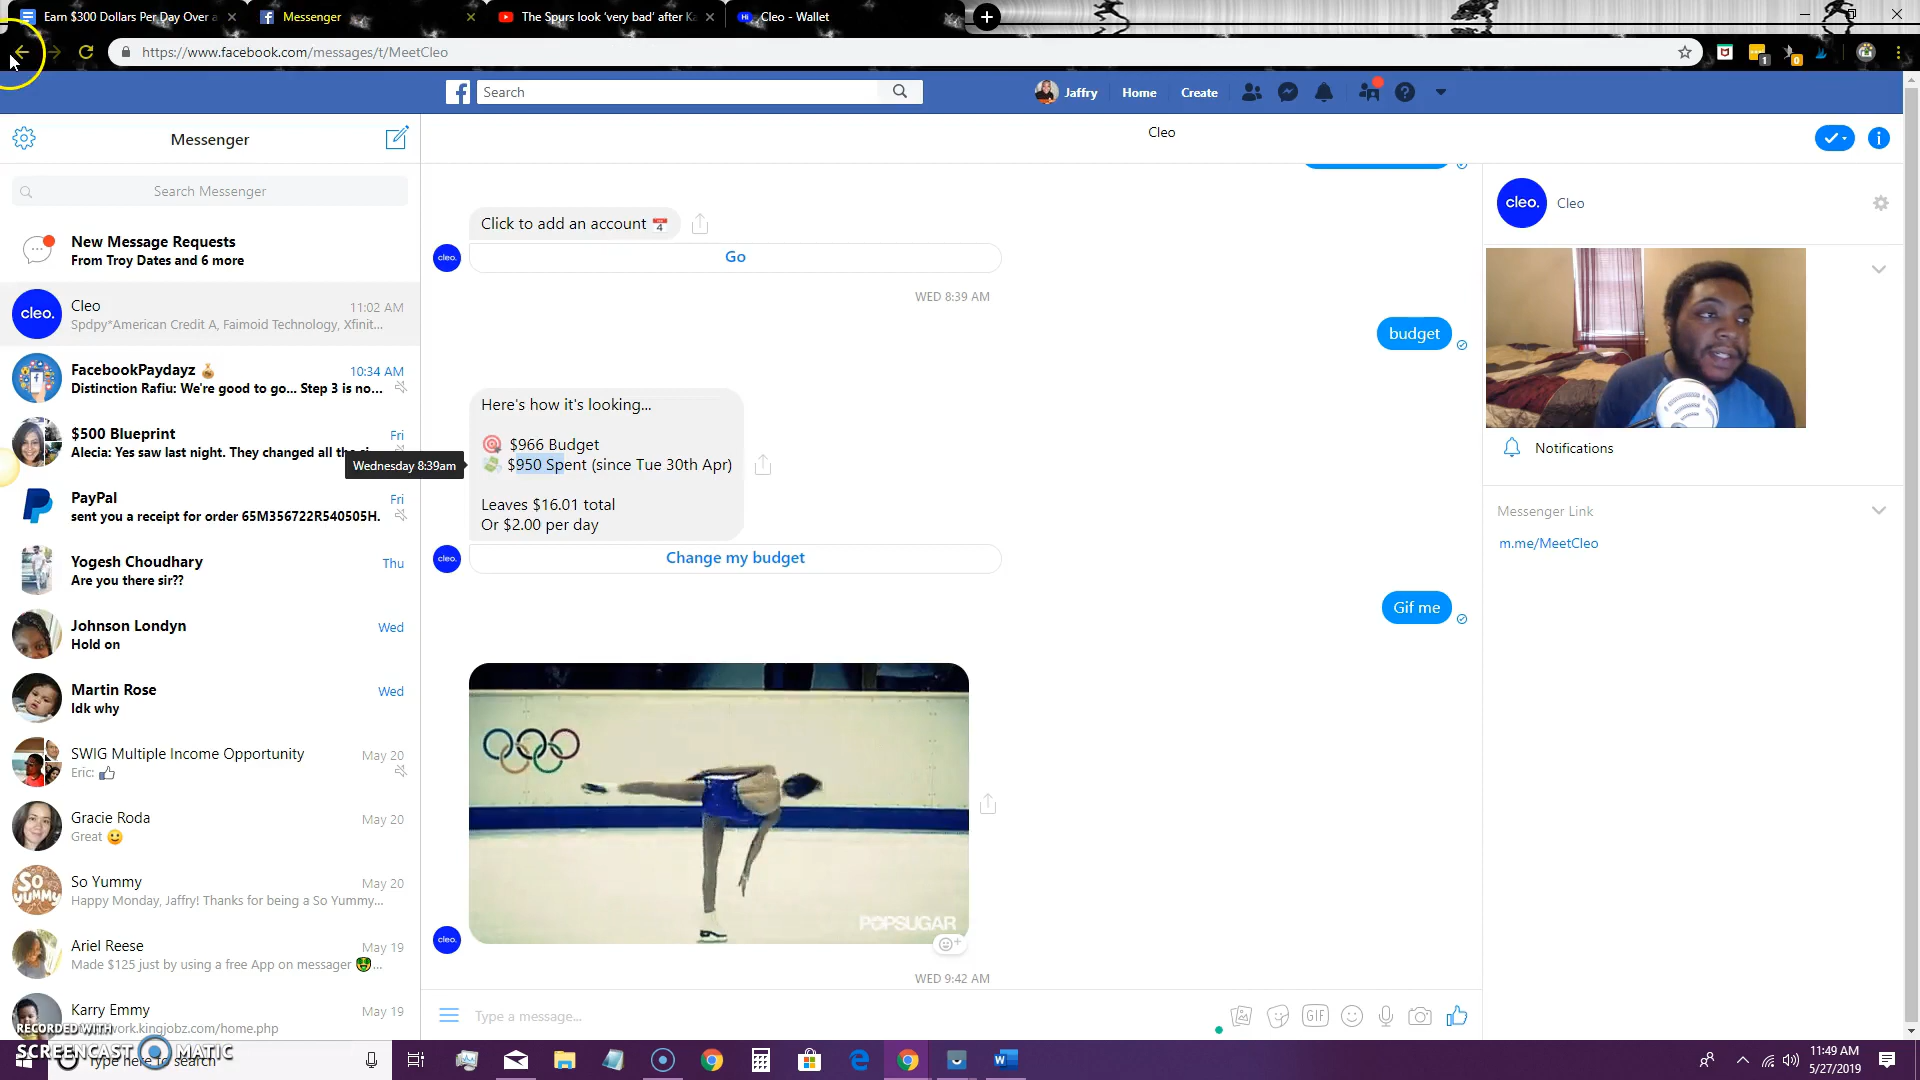 Earn $300 Dollars Per Day Over a
Messenger
The Spurs look 'very bad' after Ka
Cleo - Wallet
https://www.facebook.com/messages/t/MeetCleo
Search
Jaffry
Home
Create
Messenger
Search Messenger
Cleo
New Message Requests
From Troy Dates and 6 more
Cleo
11:02 AM
Spdpy*American Credit A, Faimoid Technology, Xfinit...
FacebookPaydayz
10:34 AM
Distinction Rafiu: We're good to go... Step 3 is no...
$500 Blueprint
Fri
Alecia: Yes saw last night. They changed all the
Wednesday 8:39am
PayPal
Fri
sent you a receipt for order 65M356722R540505H.
Yogesh Choudhary
Thu
Are you there sir??
Johnson Londyn
Wed
Hold on
Martin Rose
Wed
Idk why
SWIG Multiple Income Opportunity
May 20
Eric:
Gracie Roda
May 20
Great
So Yummy
May 20
Happy Monday, Jaffry! Thanks for being a So Yummy...
Ariel Reese
May 19
Made $125 just by using a free App on messager ...
Karry Emmy
May 19
work.kingjobz.com/home.php
Click to add an account
Go
WED 8:39 AM
budget
Here's how it's looking...
$966 Budget
$950 Spent (since Tue 30th Apr)
Leaves $16.01 total
Or $2.00 per day
Change my budget
Gif me
POPSUGAR
WED 9:42 AM
Type a message...
GIF
cleo.
Cleo
Notifications
Messenger Link
m.me/MeetCleo
RECORDED WITH
SCREENCAST MATIC
Type here to search
11:49 AM
5/27/2019